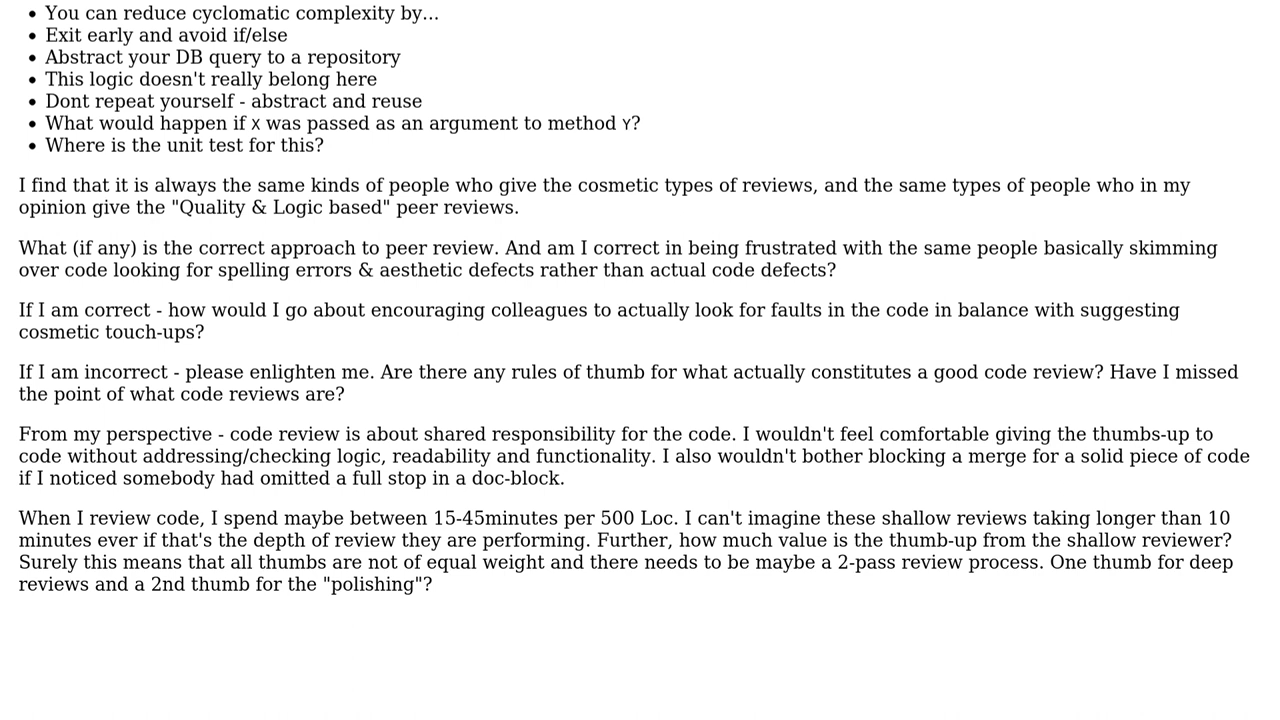 • You can reduce cyclomatic complexity by...
• Exit early and avoid if/else
• Abstract your DB query to a repository
• This logic doesn't really belong here
• Dont repeat yourself - abstract and reuse
• What would happen if X was passed as an argument to method Y?
• Where is the unit test for this?
I find that it is always the same kinds of people who give the cosmetic types of reviews, and the same types of people who in my
opinion give the "Quality & Logic based" peer reviews.
What (if any) is the correct approach to peer review. And am I correct in being frustrated with the same people basically skimming
over code looking for spelling errors & aesthetic defects rather than actual code defects?
If I am correct - how would I go about encouraging colleagues to actually look for faults in the code in balance with suggesting
cosmetic touch-ups?
If I am incorrect - please enlighten me. Are there any rules of thumb for what actually constitutes a good code review? Have I missed
the point of what code reviews are?
From my perspective - code review is about shared responsibility for the code. I wouldn't feel comfortable giving the thumbs-up to
code without addressing/checking logic, readability and functionality. I also wouldn't bother blocking a merge for a solid piece of code
if I noticed somebody had omitted a full stop in a doc-block.
When I review code, I spend maybe between 15-45minutes per 500 Loc. I can't imagine these shallow reviews taking longer than 10
minutes ever if that's the depth of review they are performing. Further, how much value is the thumb-up from the shallow reviewer?
Surely this means that all thumbs are not of equal weight and there needs to be maybe a 2-pass review process. One thumb for deep
reviews and a 2nd thumb for the "polishing"?